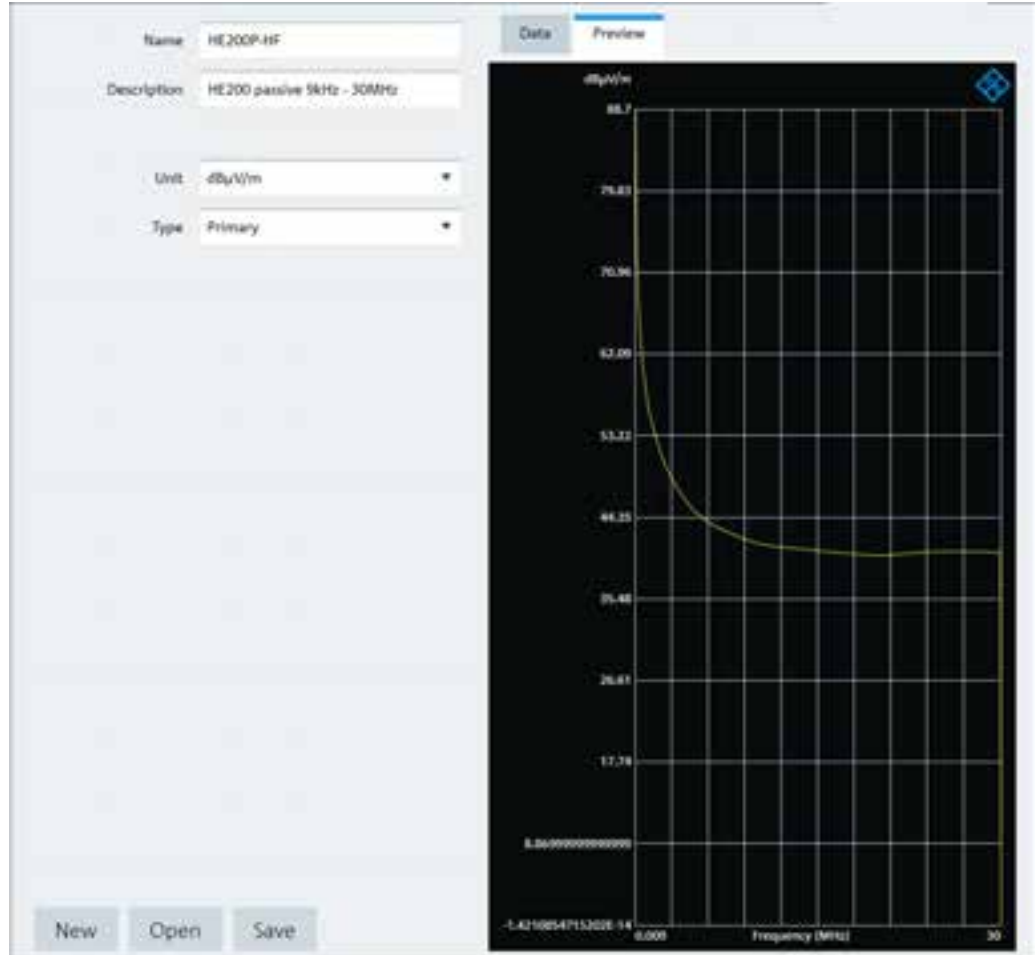 Name HE200P-HF
Description HE200 passive 9kHz - 30MHz
Unit dBµV/m
Type Primary
New Open Save
Data Preview
dBµV/m
88.7
79.83
70.96
62.09
53.22
44.35
35.48
26.61
17.74
8.86999999999999
-1.4210854715202E-14
0.009 Frequency (MHz) 30